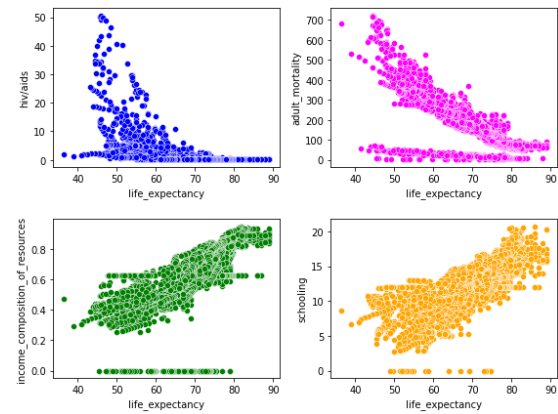 50
40
30
20
10
0
hiv/aids
40 50 60 70 80 90
life_expectancy
700
600
500
400
300
200
100
0
adult_mortality
40 50 60 70 80 90
life_expectancy
0.8
0.6
0.4
0.2
0.0
income_composition_of_resources
40 50 60 70 80 90
life_expectancy
20
15
10
5
0
schooling
40 50 60 70 80 90
life_expectancy